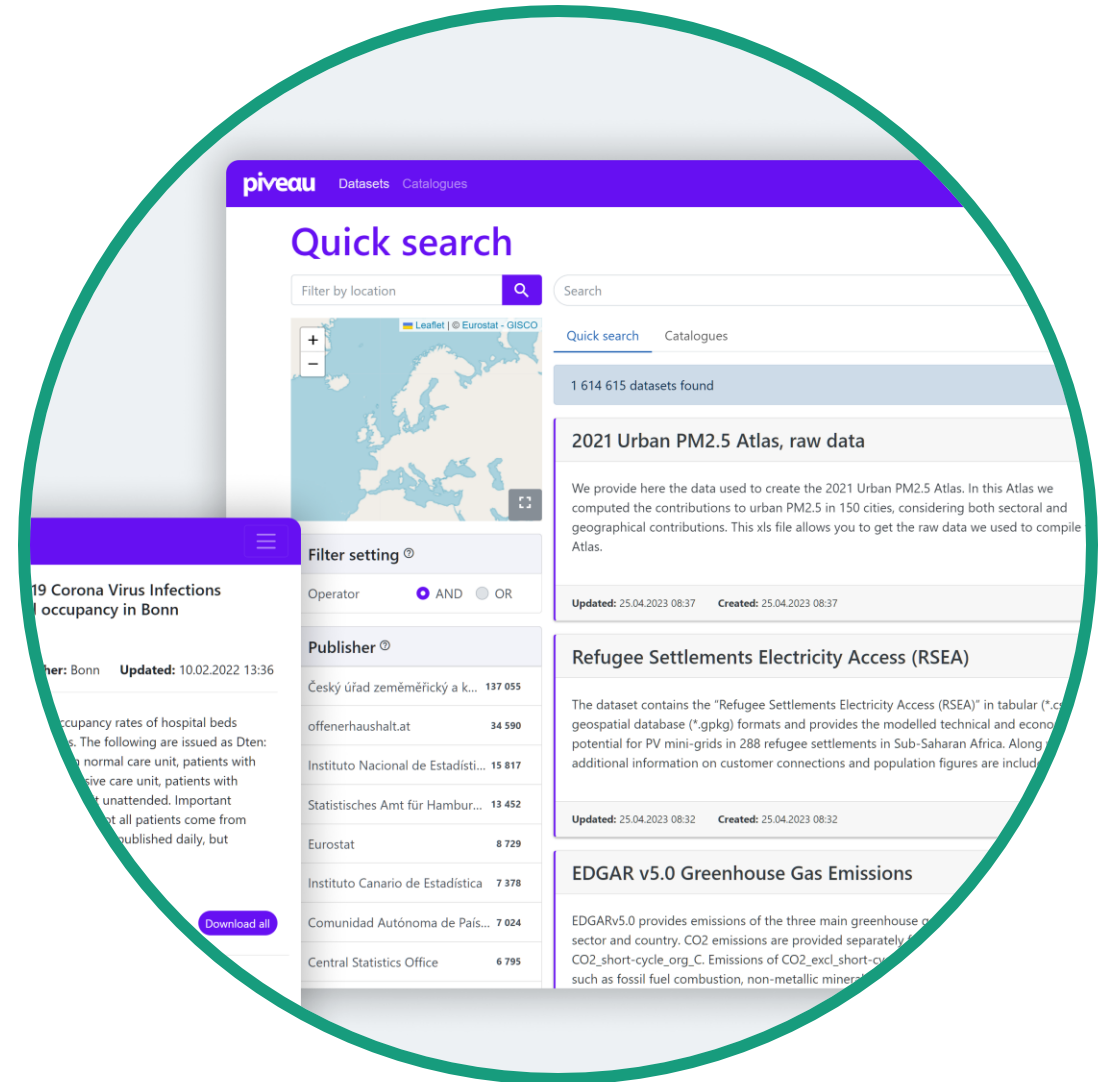 piveau Datasets Catalogues
Quick search
Filter by location
Search
+
−
Leaflet | © Eurostat - GISCO
Quick search Catalogues
1 614 615 datasets found
2021 Urban PM2.5 Atlas, raw data
We provide here the data used to create the 2021 Urban PM2.5 Atlas. In this Atlas we
computed the contributions to urban PM2.5 in 150 cities, considering both sectoral and
geographical contributions. This xls file allows you to get the raw data we used to compile
Atlas.
Updated: 25.04.2023 08:37 Created: 25.04.2023 08:37
Filter setting
Operator AND OR
Publisher
Český úřad zeměměřický a k... 137 055
offenerhaushalt.at 34 590
Instituto Nacional de Estadísti... 15 817
Statistisches Amt für Hambur... 13 452
Eurostat 8 729
Instituto Canario de Estadística 7 378
Comunidad Autónoma de País... 7 024
Central Statistics Office 6 795
Refugee Settlements Electricity Access (RSEA)
The dataset contains the "Refugee Settlements Electricity Access (RSEA)" in tabular (*.cs
geospatial database (*.gpkg) formats and provides the modelled technical and econo
potential for PV mini-grids in 288 refugee settlements in Sub-Saharan Africa. Along
additional information on customer connections and population figures are include
Updated: 25.04.2023 08:32 Created: 25.04.2023 08:32
EDGAR v5.0 Greenhouse Gas Emissions
EDGARv5.0 provides emissions of the three main greenhouse
sector and country. CO2 emissions are provided separately
CO2_short-cycle_org_C. Emissions of CO2_excl_short-cy
such as fossil fuel combustion, non-metallic minera
19 Corona Virus Infections
occupancy in Bonn
her: Bonn Updated: 10.02.2022 13:36
ccupancy rates of hospital beds
s. The following are issued as Dten:
normal care unit, patients with
sive care unit, patients with
unattended. Important
ot all patients come from
published daily, but
Download all